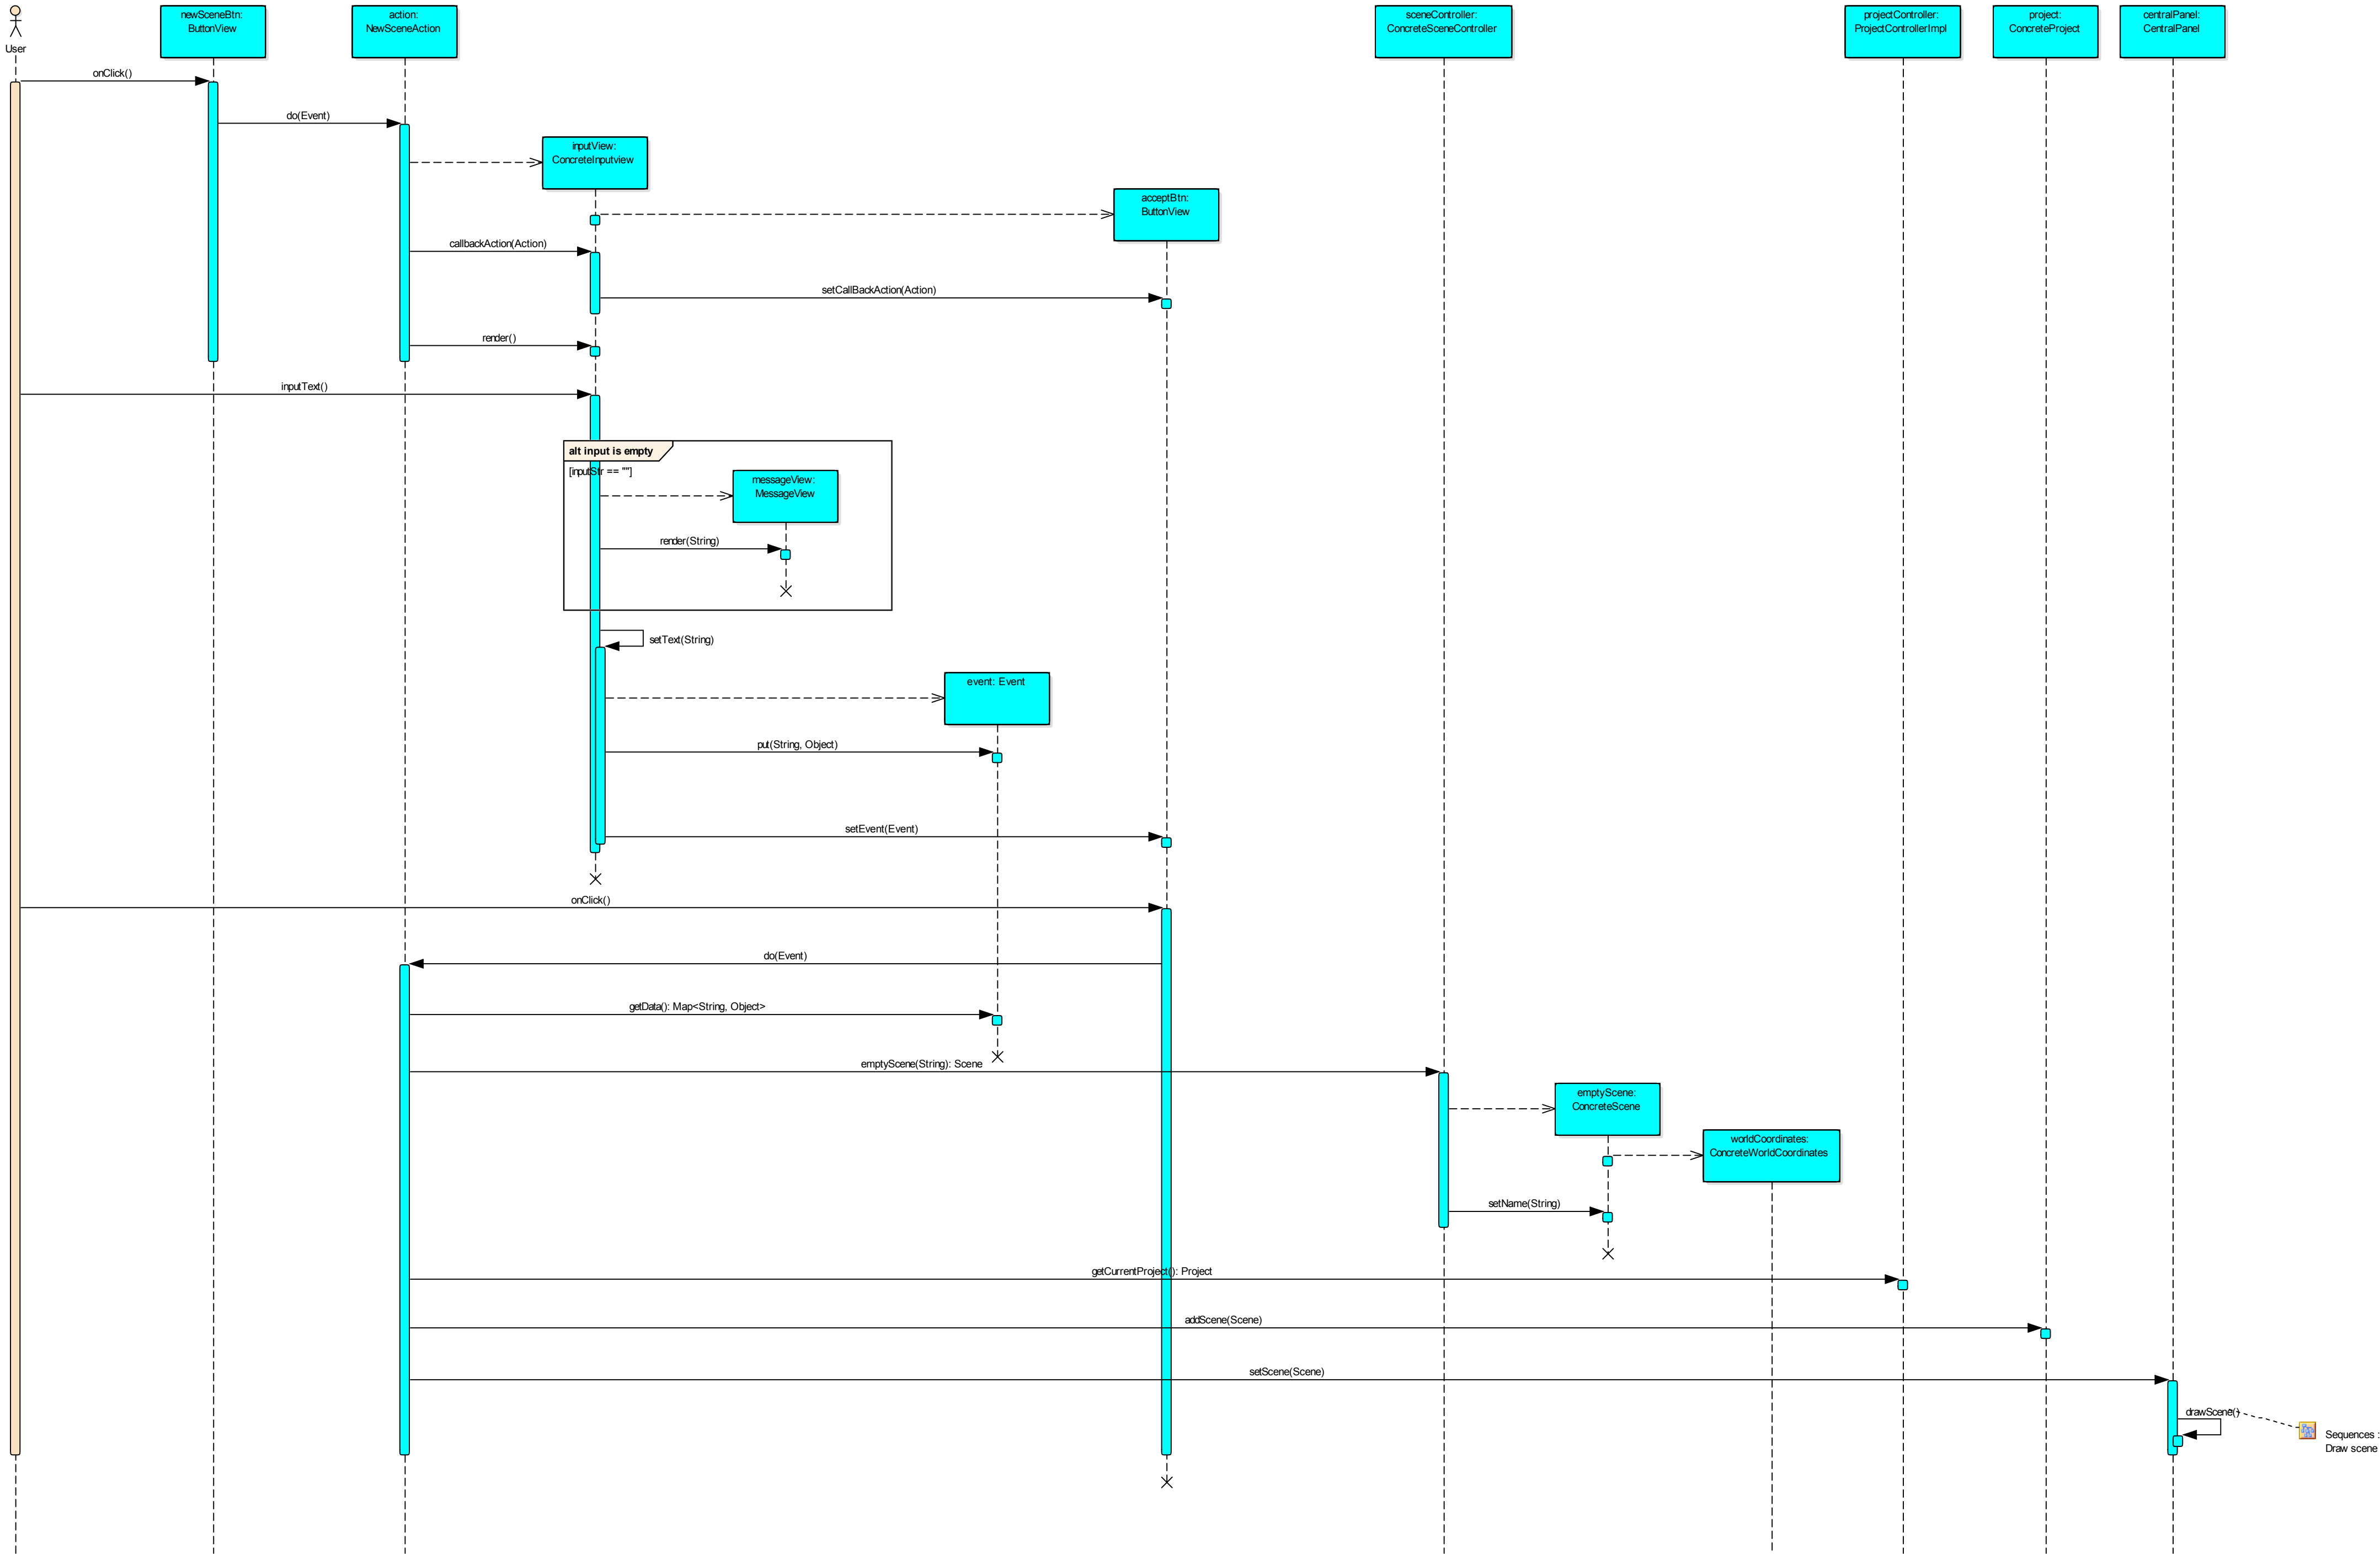 newSceneBtn:
ButtonView
action:
NewSceneAction
sceneController:
ConcreteSceneController
projectController:
ProjectControllerImpl
project:
ConcreteProject
centralPanel:
CentralPanel
User
onClick()
do(Event)
inputView:
ConcreteInputview
acceptBtn:
ButtonView
callbackAction(Action)
setCallBackAction(Action)
render()
inputText()
alt input is empty
[inputStr == ""]
messageView:
MessageView
render(String)
setText(String)
event: Event
put(String, Object)
setEvent(Event)
onClick()
do(Event)
getData(): Map<String, Object>
emptyScene(String): Scene
emptyScene:
ConcreteScene
worldCoordinates:
ConcreteWorldCoordinates
setName(String)
getCurrentProject(): Project
addScene(Scene)
setScene(Scene)
drawScene()
Sequences :
Draw scene